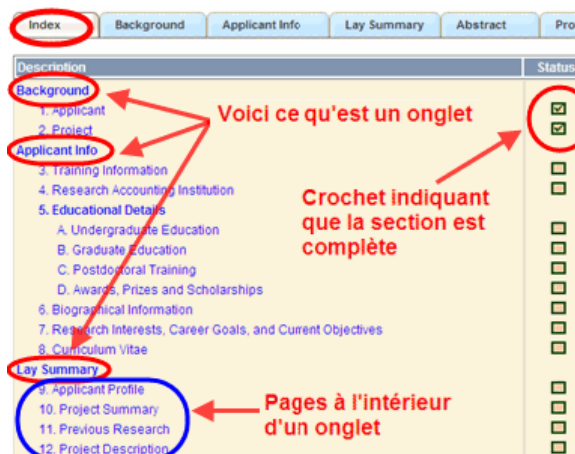 Index Background Applicant Info Lay Summary Abstract Pro
Description Status
Background
1. Applicant
2. Project
Applicant Info
3. Training Information
4. Research Accounting Institution
5. Educational Details
A. Undergraduate Education
B. Graduate Education
C. Postdoctoral Training
D. Awards, Prizes and Scholarships
6. Biographical Information
7. Research Interests, Career Goals, and Current Objectives
8. Curriculum Vitae
Lay Summary
9. Applicant Profile
10. Project Summary
11. Previous Research
12. Project Description
Voici ce qu'est un onglet
Crochet indiquant
que la section est
complète
Pages à l'intérieur
d'un onglet